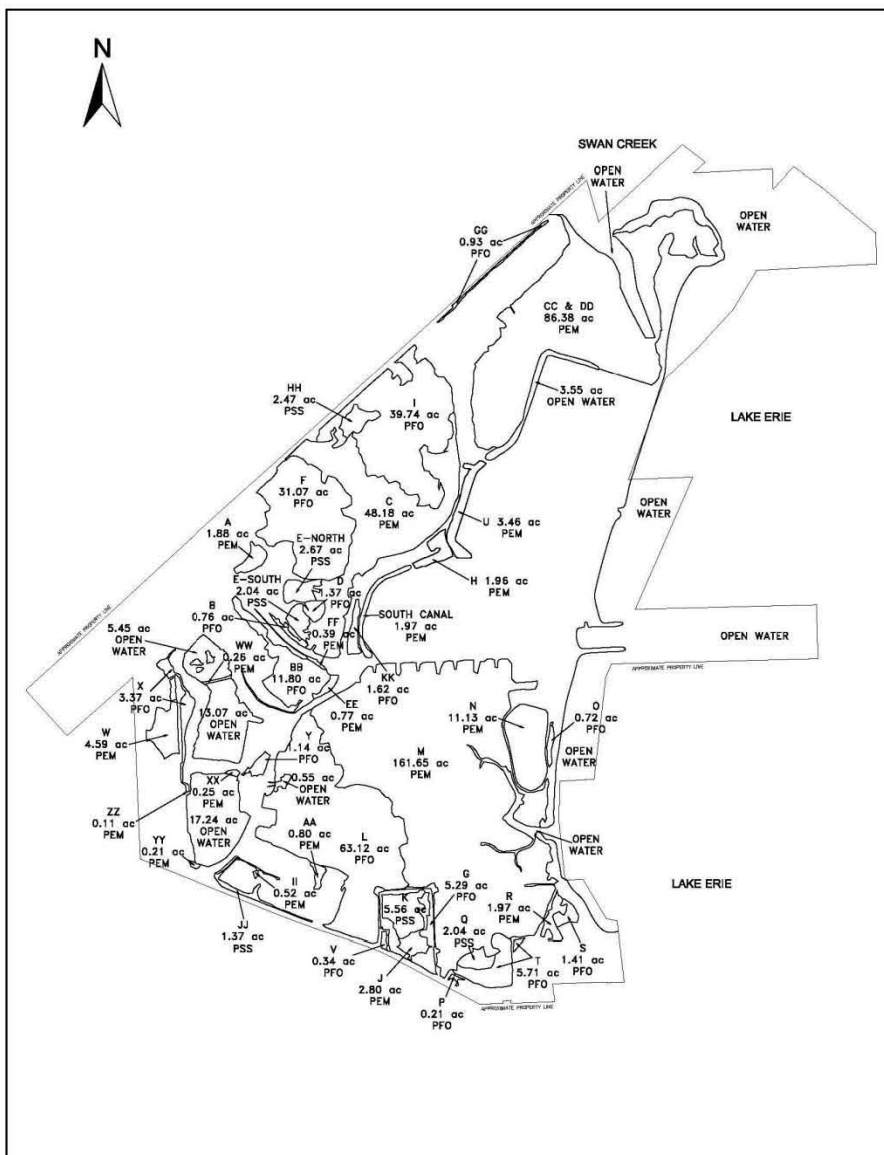 N
SWAN CREEK
OPEN
WATER
APPROXIMATE PROPERTY LINE
OPEN
WATER
GG
0.93 ac
PFO
CC & DD
86.38 ac
PEM
3.55 ac
OPEN WATER
HH
2.47 ac
PSS
I
39.74 ac
PFO
LAKE ERIE
F
31.07 ac
PFO
C
48.18 ac
PEM
OPEN
WATER
U 3.46 ac
PEM
A
1.88 ac
PEM
E-NORTH
2.67 ac
PSS
H 1.96 ac
PEM
E-SOUTH
2.04 ac
PSS
D
1.37 ac
PFO
B
0.76 ac
PFO
FF
0.39 ac
PEM
SOUTH CANAL
1.97 ac
PEM
OPEN WATER
APPROXIMATE PROPERTY LINE
5.45 ac
OPEN
WATER
WW
0.26 ac
PEM
APPROXIMATE PROPERTY LINE
BB
11.80 ac
PFO
KK
1.62 ac
PFO
X
3.37 ac
PFO
EE
0.77 ac
PEM
13.07 ac
OPEN
WATER
N
11.13 ac
PEM
O
0.72 ac
PFO
W
4.59 ac
PEM
Y
1.14 ac
PFO
M
161.65 ac
PEM
OPEN
WATER
0.55 ac
OPEN
WATER
XX
0.25 ac
PEM
17.24 ac
OPEN
WATER
ZZ
0.11 ac
PEM
AA
0.80 ac
PEM
L
63.12 ac
PFO
OPEN
WATER
YY
0.21 ac
PEM
G
5.29 ac
PFO
LAKE ERIE
II
0.52 ac
PEM
K
5.56 ac
PSS
R
1.97 ac
PEM
JJ
1.37 ac
PSS
Q
2.04 ac
PSS
V
0.34 ac
PFO
S
1.41 ac
PFO
J
2.80 ac
PEM
T
5.71 ac
PFO
P
0.21 ac
PFO
APPROXIMATE PROPERTY LINE